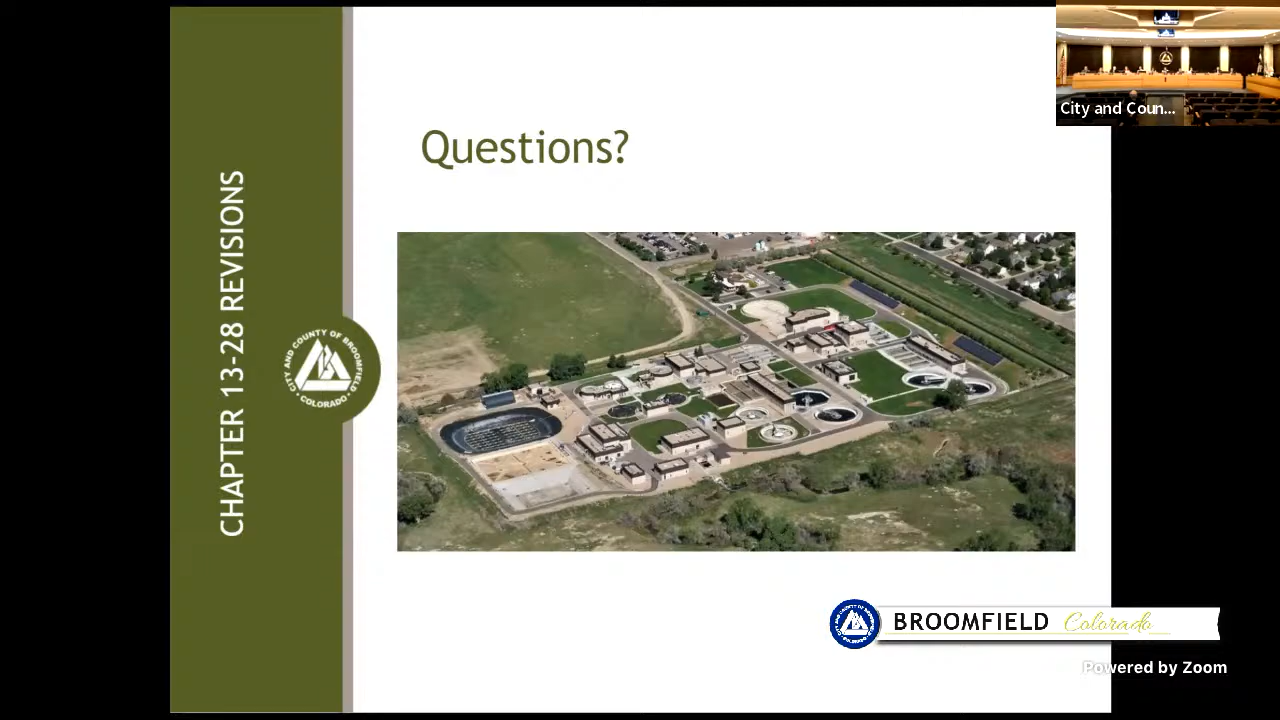 City and Coun...
Questions?
CHAPTER 13-28 REVISIONS
CITY AND COUNTY OF BROOMFIELD
• COLORADO •
BROOMFIELD Colorado
Powered by Zoom